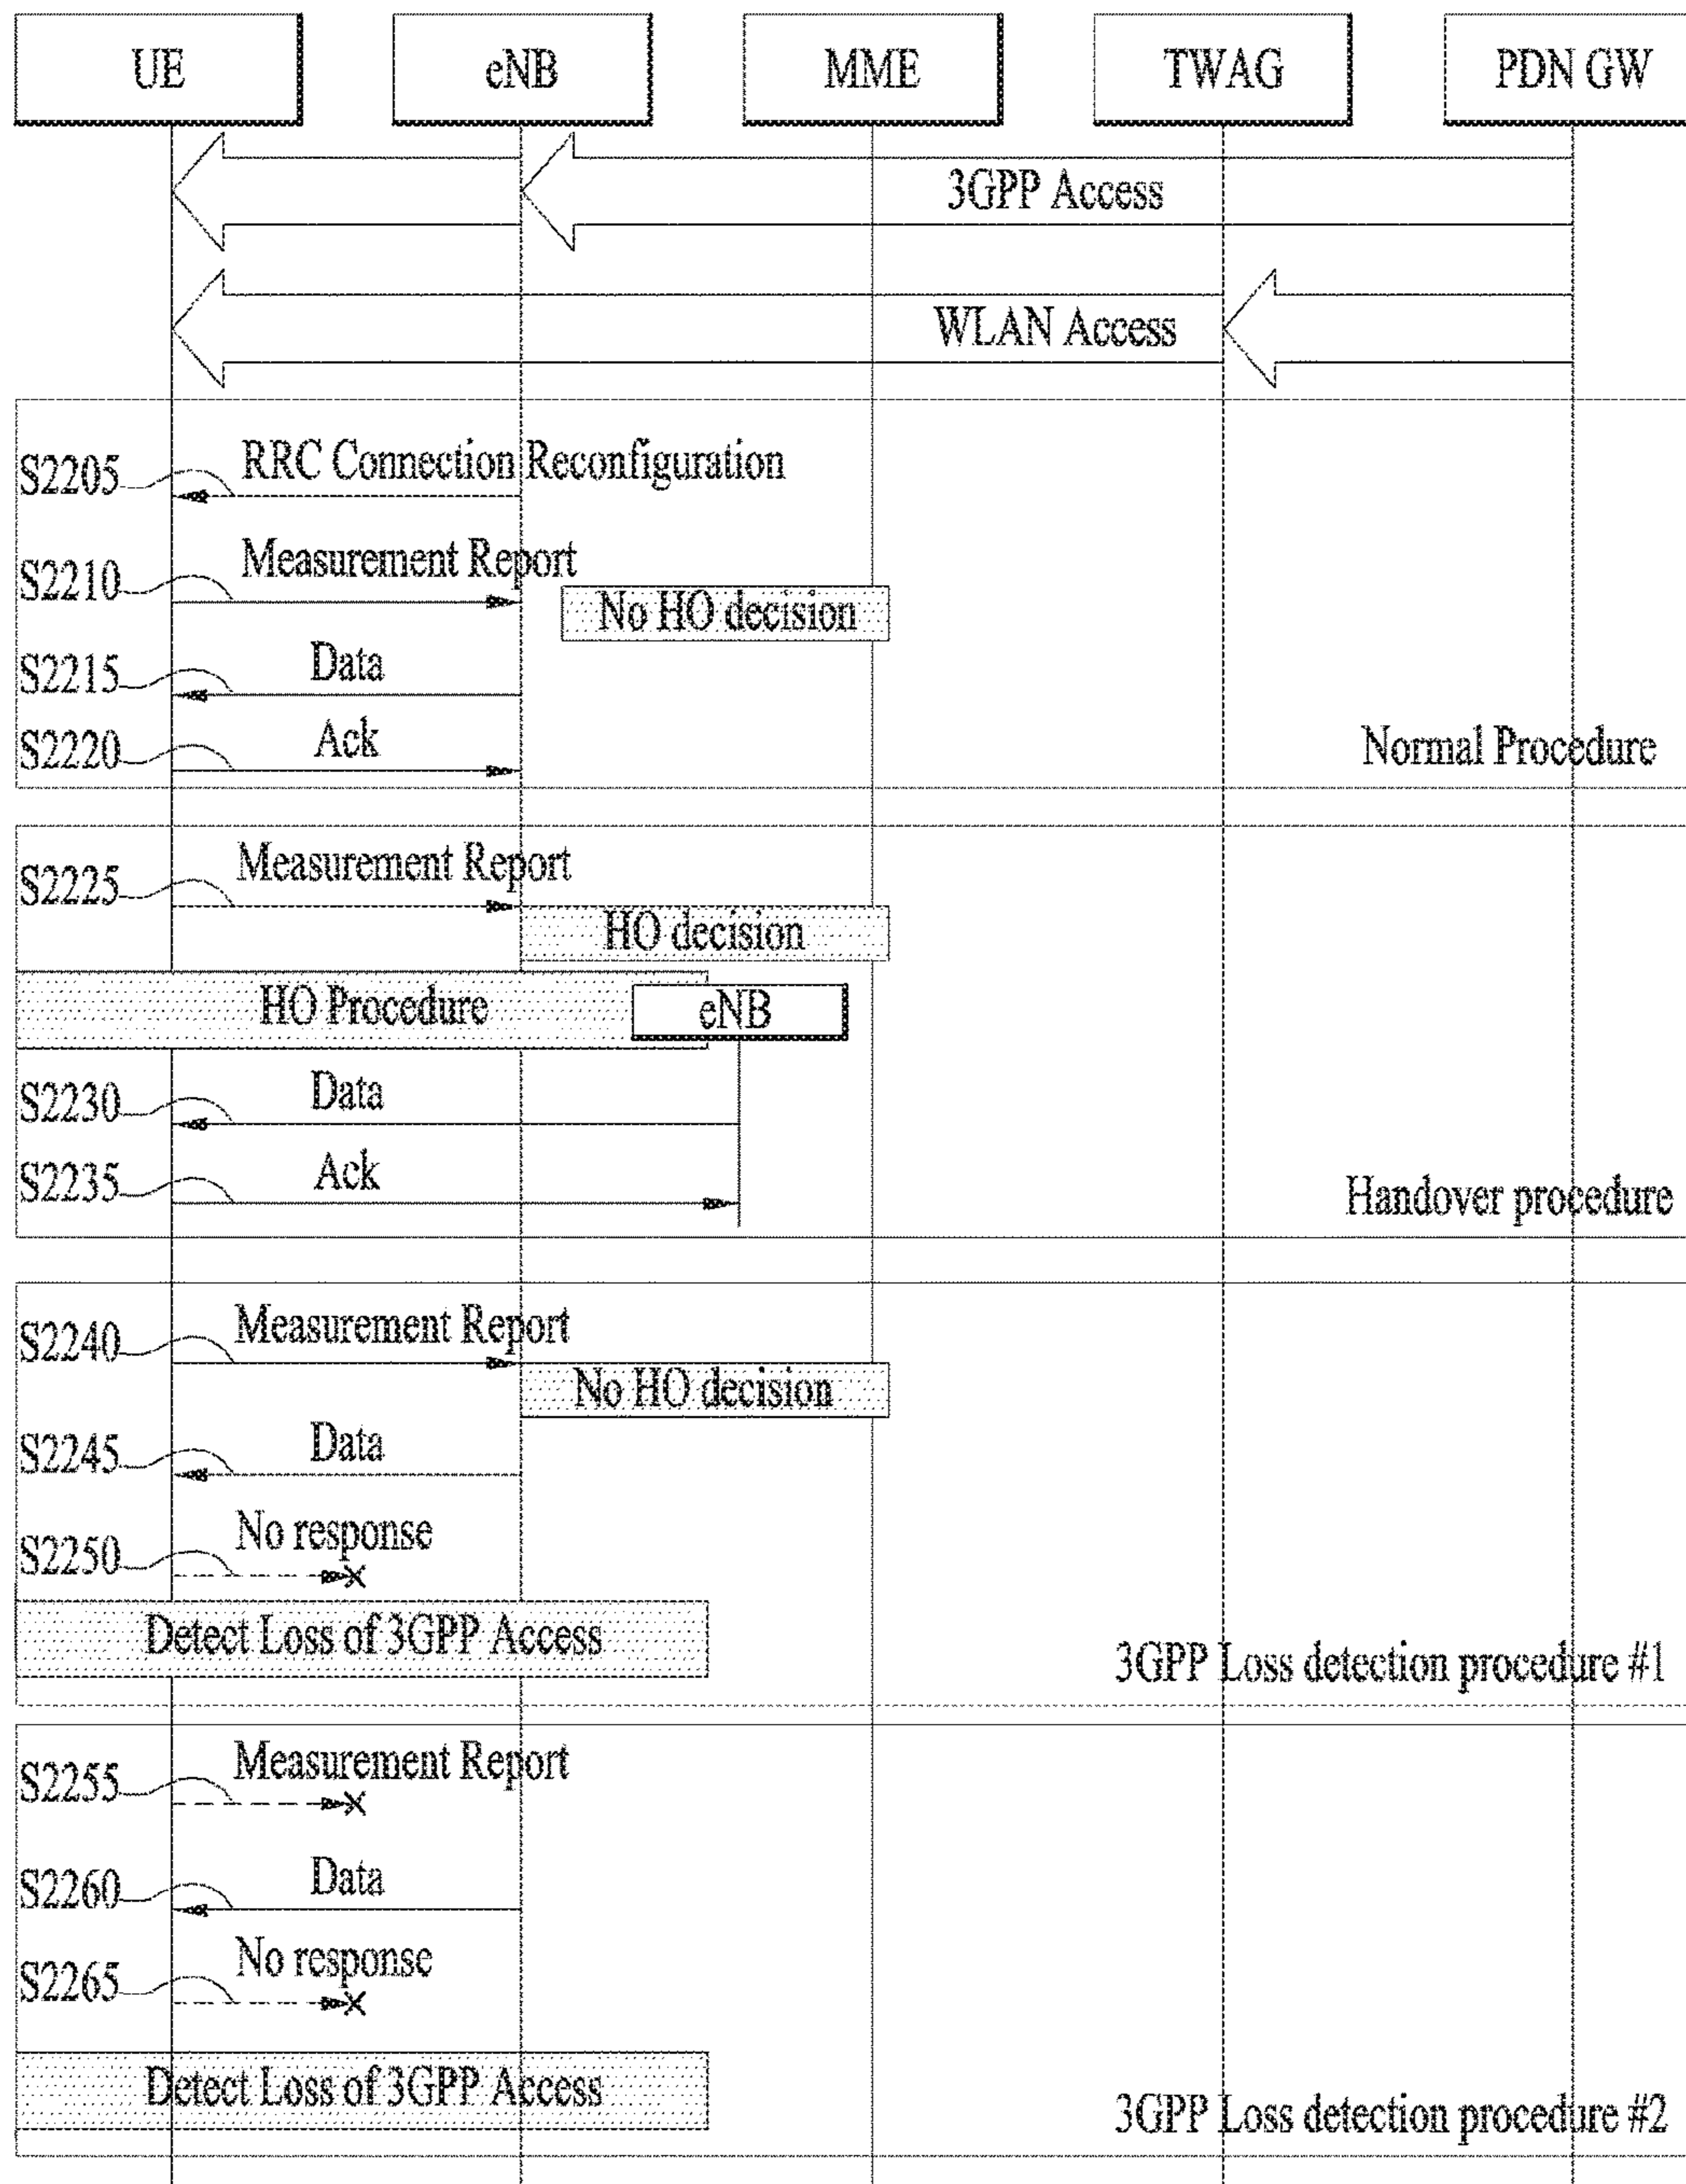 UE eNB MME TWAG PDN GW
3GPP Access
WLAN Access
S2205 RRC Connection Reconfiguration
S2210 Measurement Report
No HO decision
S2215 Data
S2220 Ack
Normal Procedure
S2225 Measurement Report
HO decision
HO Procedure eNB
S2230 Data
S2235 Ack
Handover procedure
S2240 Measurement Report
No HO decision
S2245 Data
S2250 No response
Detect Loss of 3GPP Access
3GPP Loss detection procedure #1
S2255 Measurement Report
S2260 Data
S2265 No response
Detect Loss of 3GPP Access
3GPP Loss detection procedure #2